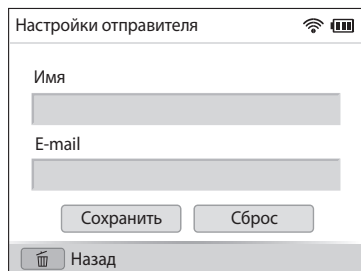 Настройки отправителя
Имя
E-mail
Сохранить Сброс
Назад